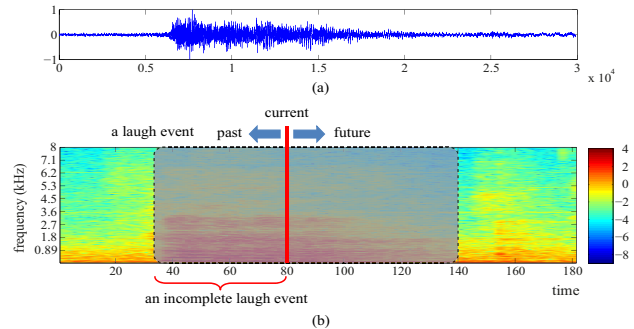 1
0
-1
0 0.5 1 1.5 2 2.5 3
x 10⁴
(a)
current
a laugh event past future
8
7.1
6.2
5.3
4.5
3.6
2.7
1.8
0.89
frequency (kHz)
20 40 60 80 100 120 140 160 180
time
4
2
0
-2
-4
-6
-8
an incomplete laugh event
(b)